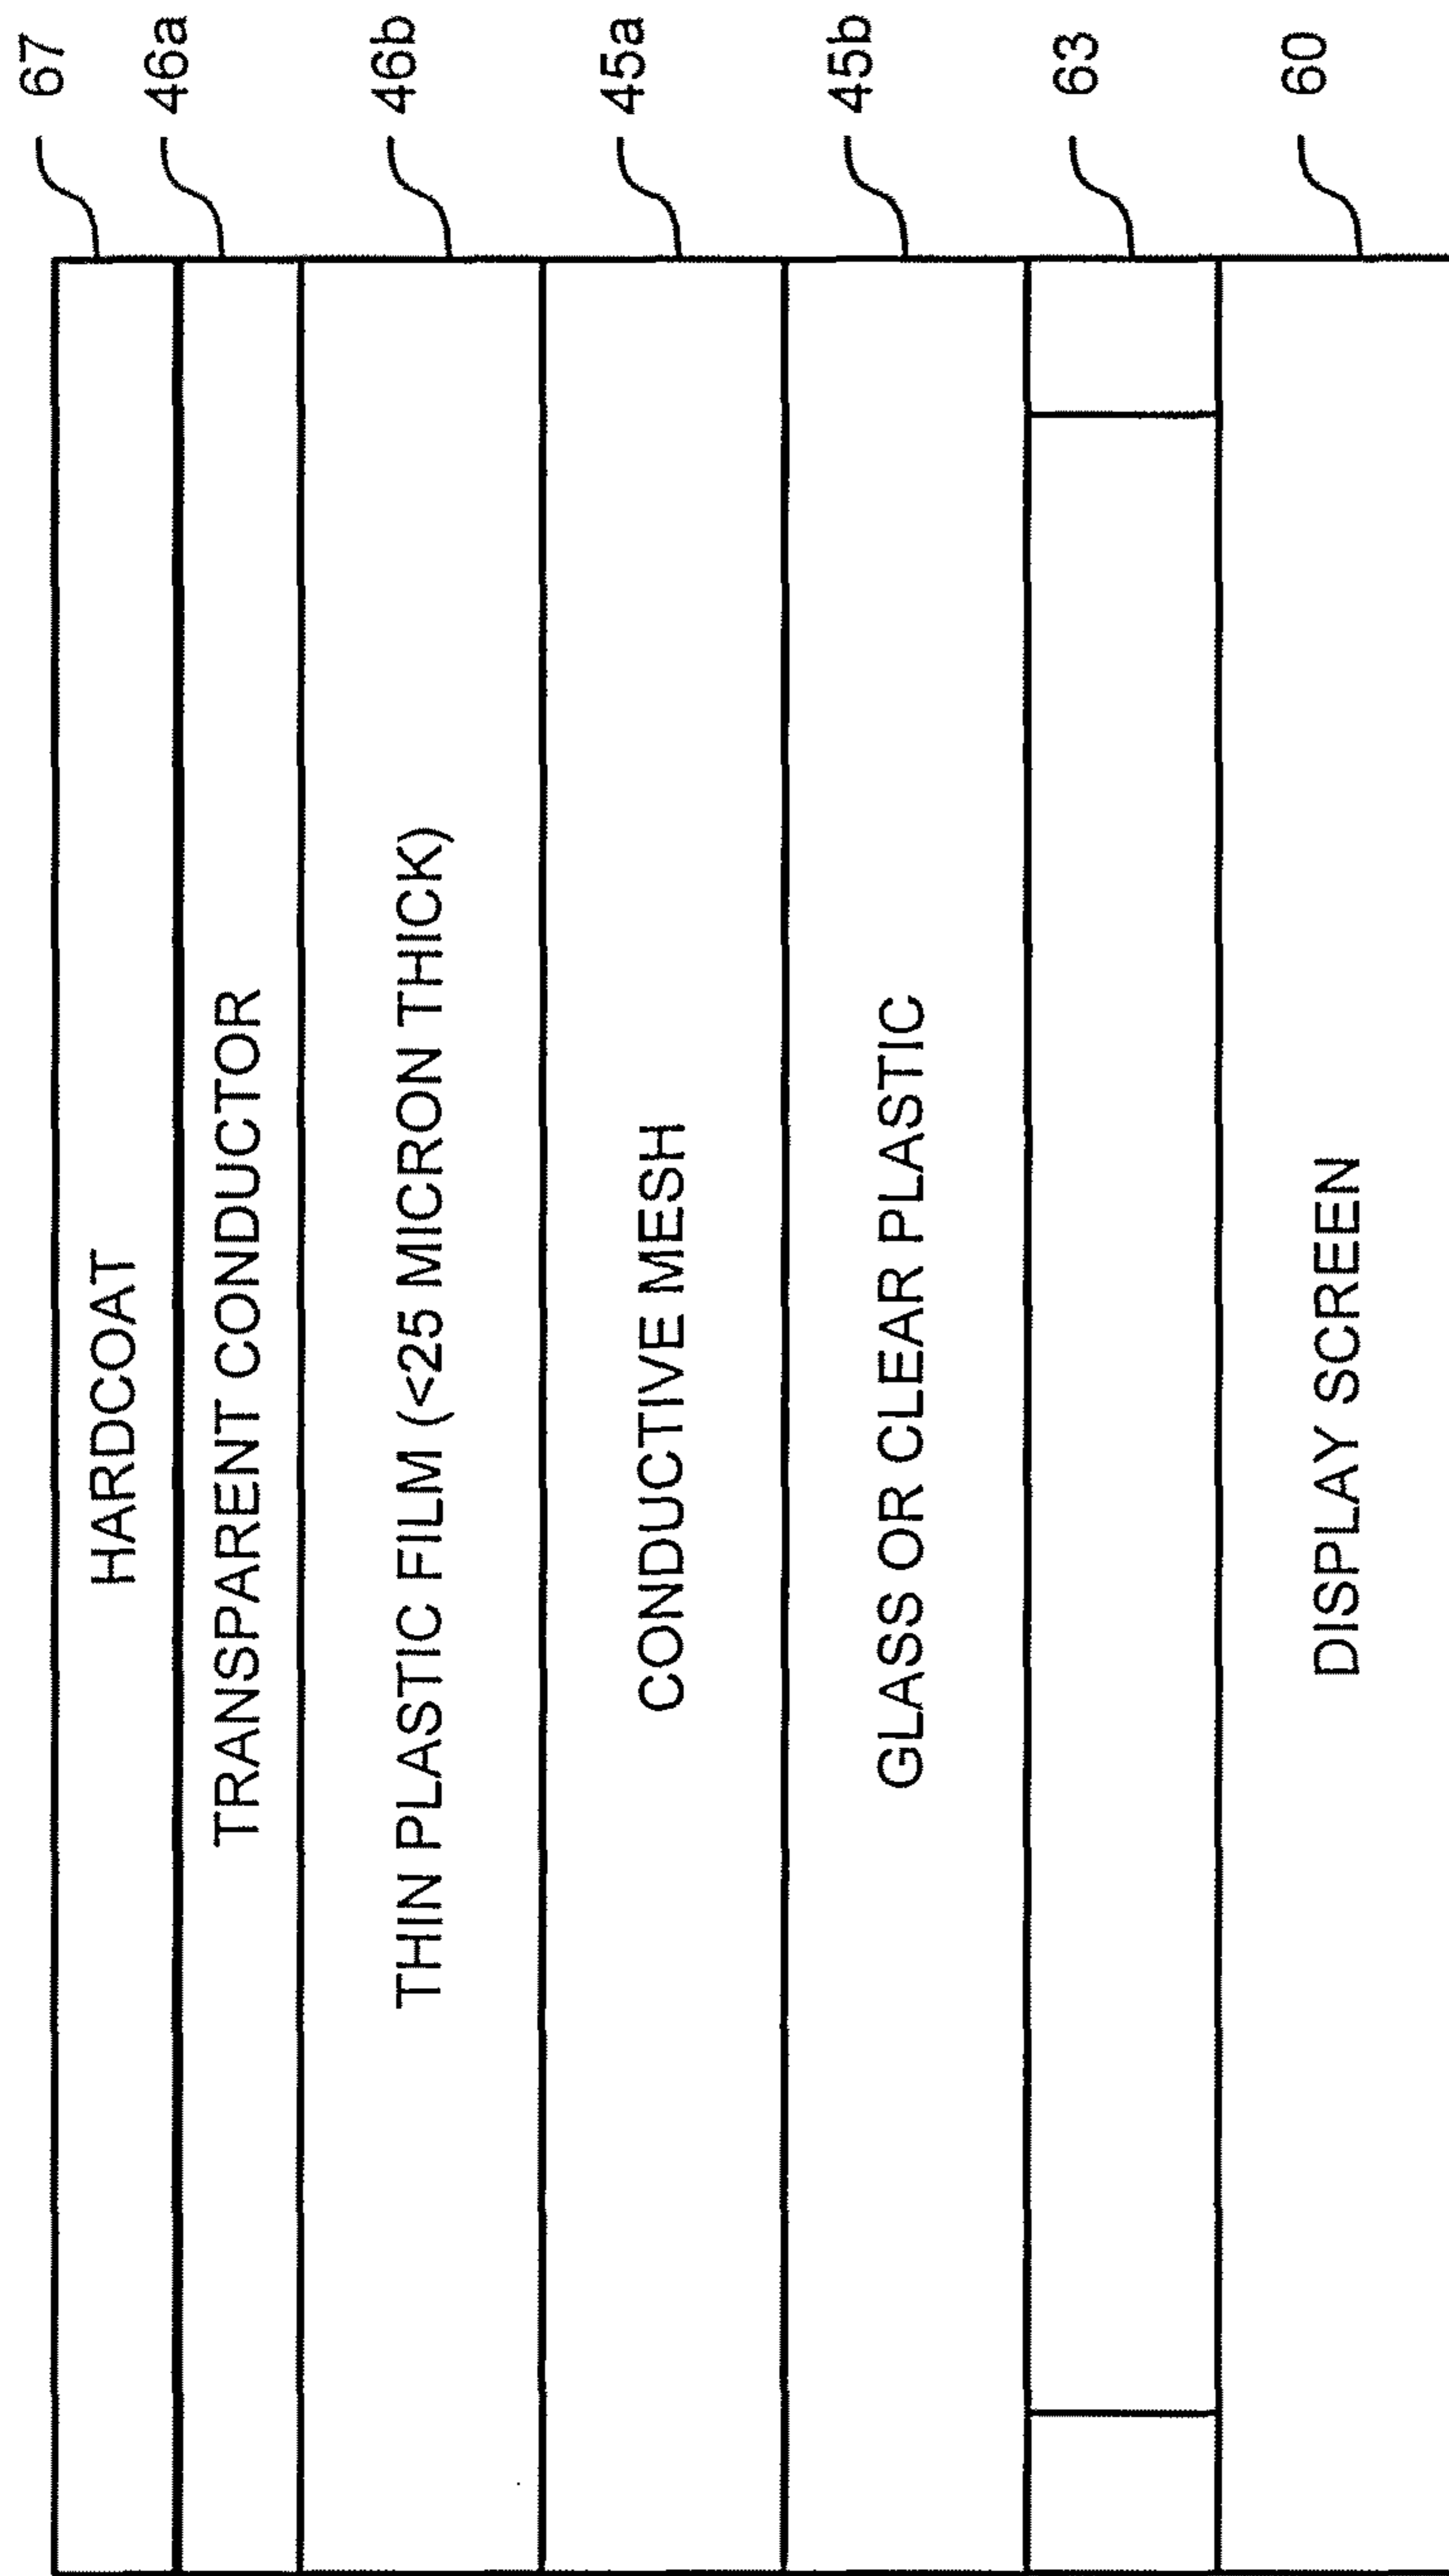 HARDCOAT
67
TRANSPARENT CONDUCTOR
46a
THIN PLASTIC FILM (<25 MICRON THICK)
46b
CONDUCTIVE MESH
45a
GLASS OR CLEAR PLASTIC
45b
63
DISPLAY SCREEN
60